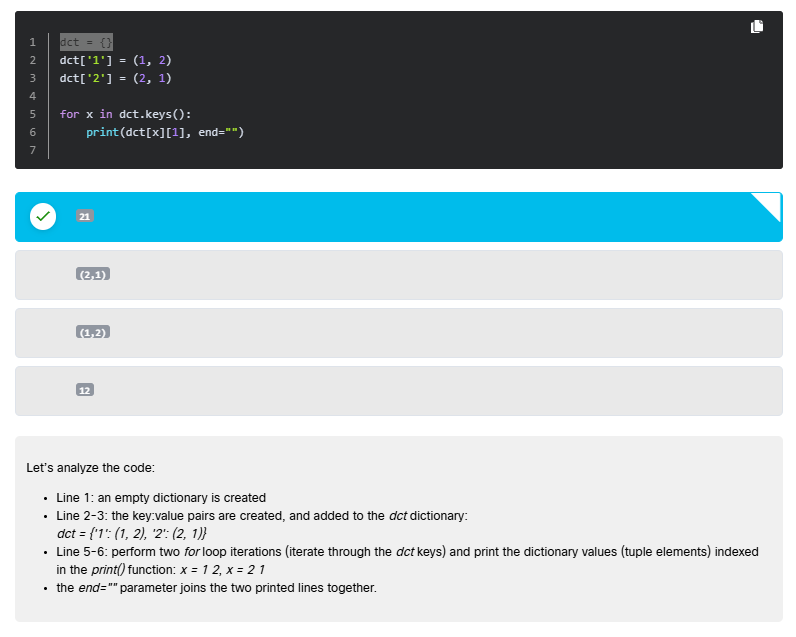 1 dct = {}
2 dct['1'] = (1, 2)
3 dct['2'] = (2, 1)
4
5 for x in dct.keys():
6     print(dct[x][1], end="")
7
21
(2,1)
(1,2)
12
Let's analyze the code:
• Line 1: an empty dictionary is created
• Line 2-3: the key:value pairs are created, and added to the dct dictionary:
dct = {'1': (1, 2), '2': (2, 1)}
• Line 5-6: perform two for loop iterations (iterate through the dct keys) and print the dictionary values (tuple elements) indexed
in the print() function: x = 1 2, x = 2 1
• the end="" parameter joins the two printed lines together.